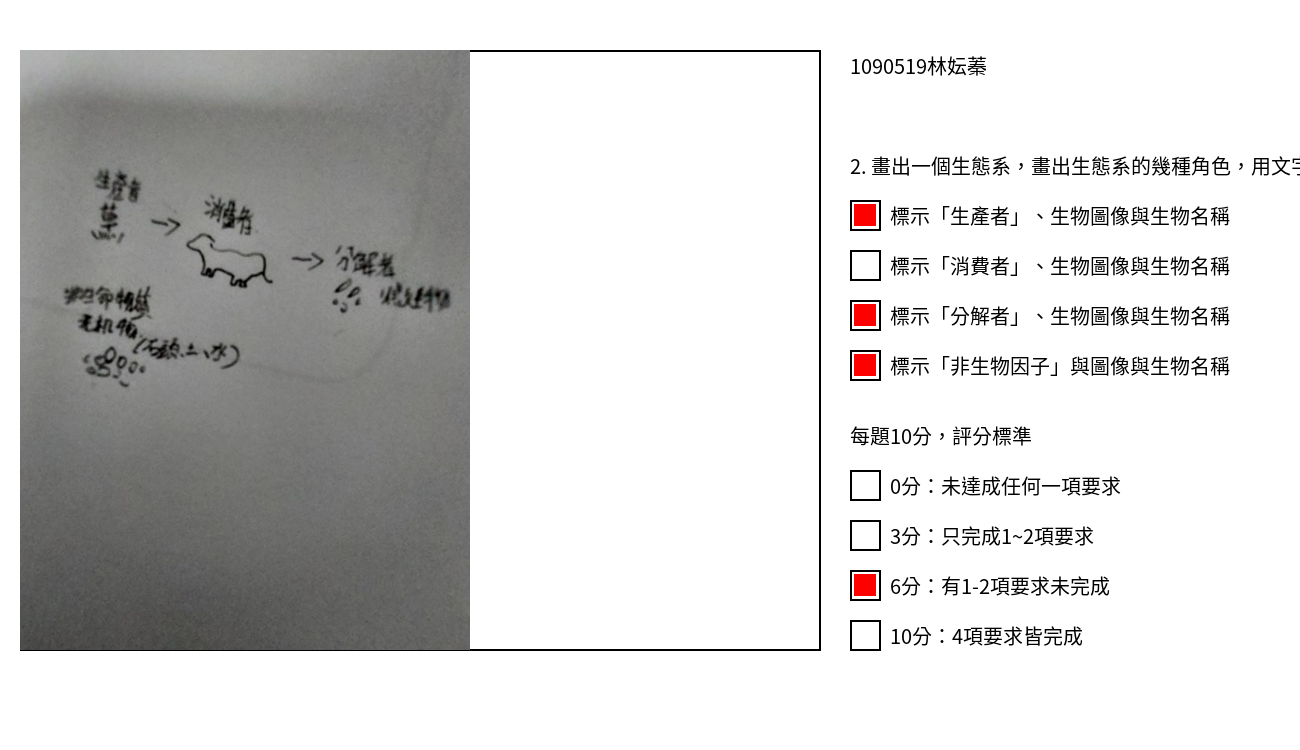 生產者
草
→
消費者
→
分解者
微生物
非生命物質
无机物
(石頭、土、水)
1090519林妘蓁
2. 畫出一個生態系，畫出生態系的幾種角色，用文字
標示「生產者」、生物圖像與生物名稱
標示「消費者」、生物圖像與生物名稱
標示「分解者」、生物圖像與生物名稱
標示「非生物因子」與圖像與生物名稱
每題10分，評分標準
0分：未達成任何一項要求
3分：只完成1~2項要求
6分：有1-2項要求未完成
10分：4項要求皆完成